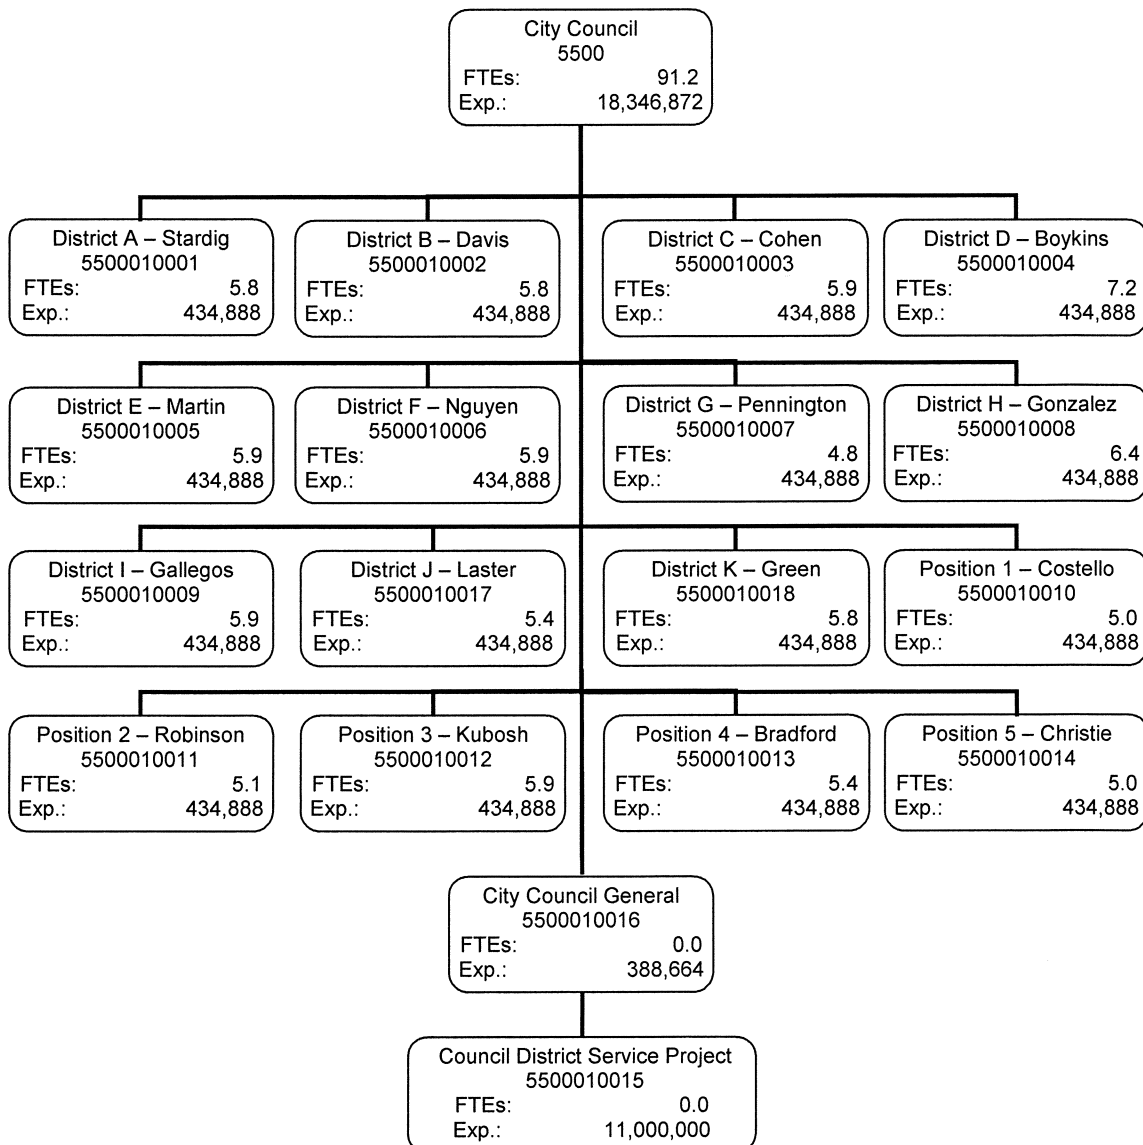 City Council
5500
FTEs: 91.2
Exp.: 18,346,872
District A – Stardig
5500010001
FTEs: 5.8
Exp.: 434,888
District B – Davis
5500010002
FTEs: 5.8
Exp.: 434,888
District C – Cohen
5500010003
FTEs: 5.9
Exp.: 434,888
District D – Boykins
5500010004
FTEs: 7.2
Exp.: 434,888
District E – Martin
5500010005
FTEs: 5.9
Exp.: 434,888
District F – Nguyen
5500010006
FTEs: 5.9
Exp.: 434,888
District G – Pennington
5500010007
FTEs: 4.8
Exp.: 434,888
District H – Gonzalez
5500010008
FTEs: 6.4
Exp.: 434,888
District I – Gallegos
5500010009
FTEs: 5.9
Exp.: 434,888
District J – Laster
5500010017
FTEs: 5.4
Exp.: 434,888
District K – Green
5500010018
FTEs: 5.8
Exp.: 434,888
Position 1 – Costello
5500010010
FTEs: 5.0
Exp.: 434,888
Position 2 – Robinson
5500010011
FTEs: 5.1
Exp.: 434,888
Position 3 – Kubosh
5500010012
FTEs: 5.9
Exp.: 434,888
Position 4 – Bradford
5500010013
FTEs: 5.4
Exp.: 434,888
Position 5 – Christie
5500010014
FTEs: 5.0
Exp.: 434,888
City Council General
5500010016
FTEs: 0.0
Exp.: 388,664
Council District Service Project
5500010015
FTEs: 0.0
Exp.: 11,000,000